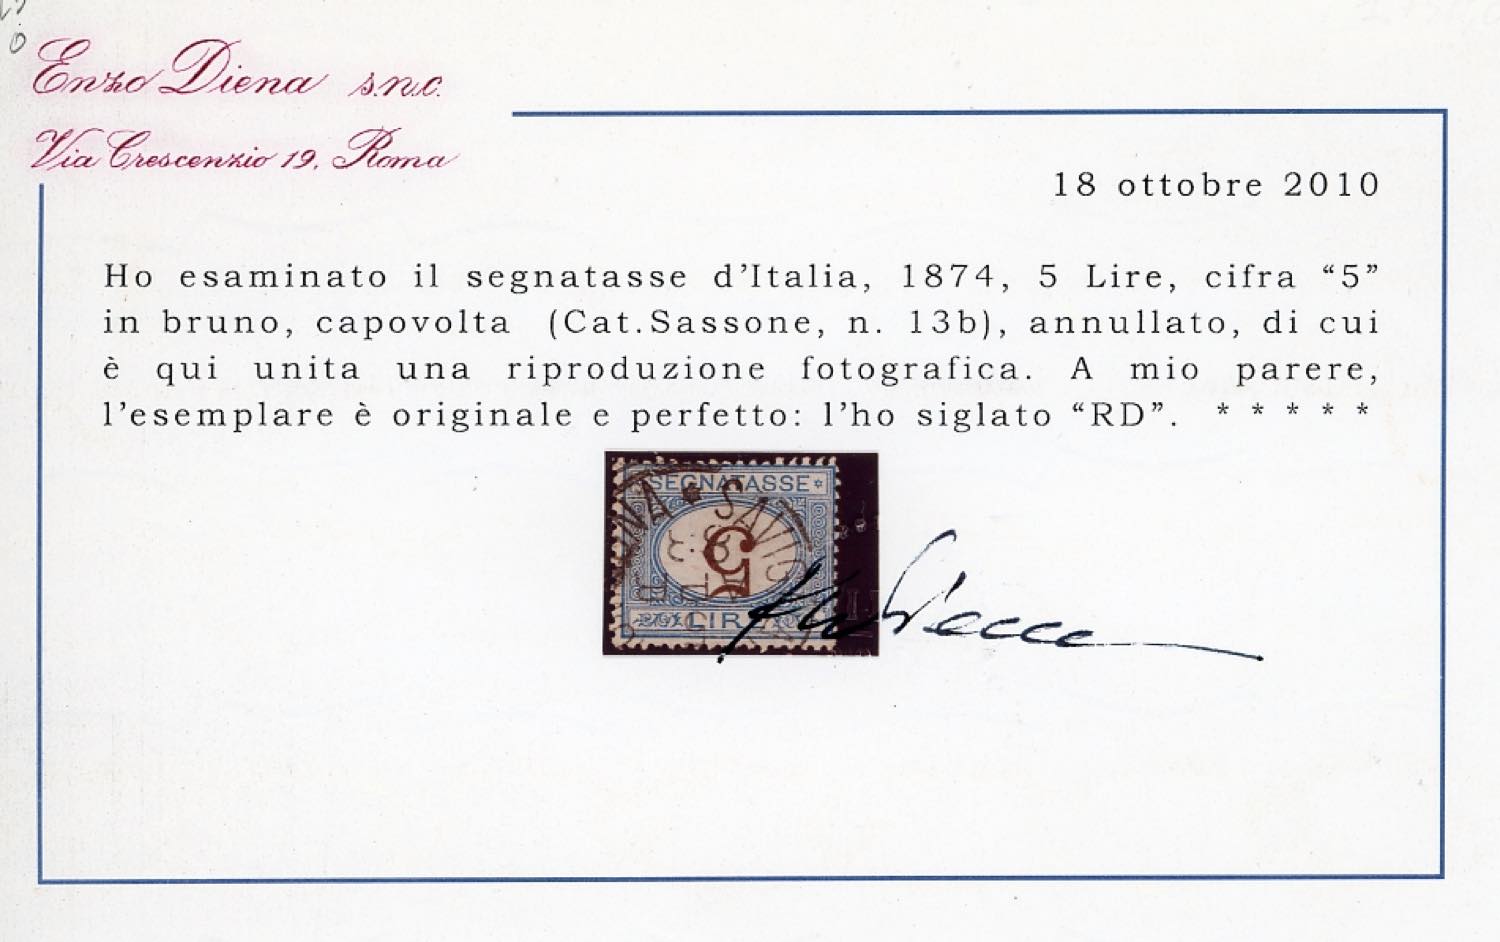 Enzo Diena s.n.c.
Via Crescenzio 19, Roma
18 ottobre 2010
Ho esaminato il segnatasse d’Italia, 1874, 5 Lire, cifra “5”
in bruno, capovolta (Cat.Sassone, n. 13b), annullato, di cui
è qui unita una riproduzione fotografica. A mio parere,
l’esemplare è originale e perfetto: l’ho siglato “RD”. * * * * *
SEGNATASSE
5
LIRE